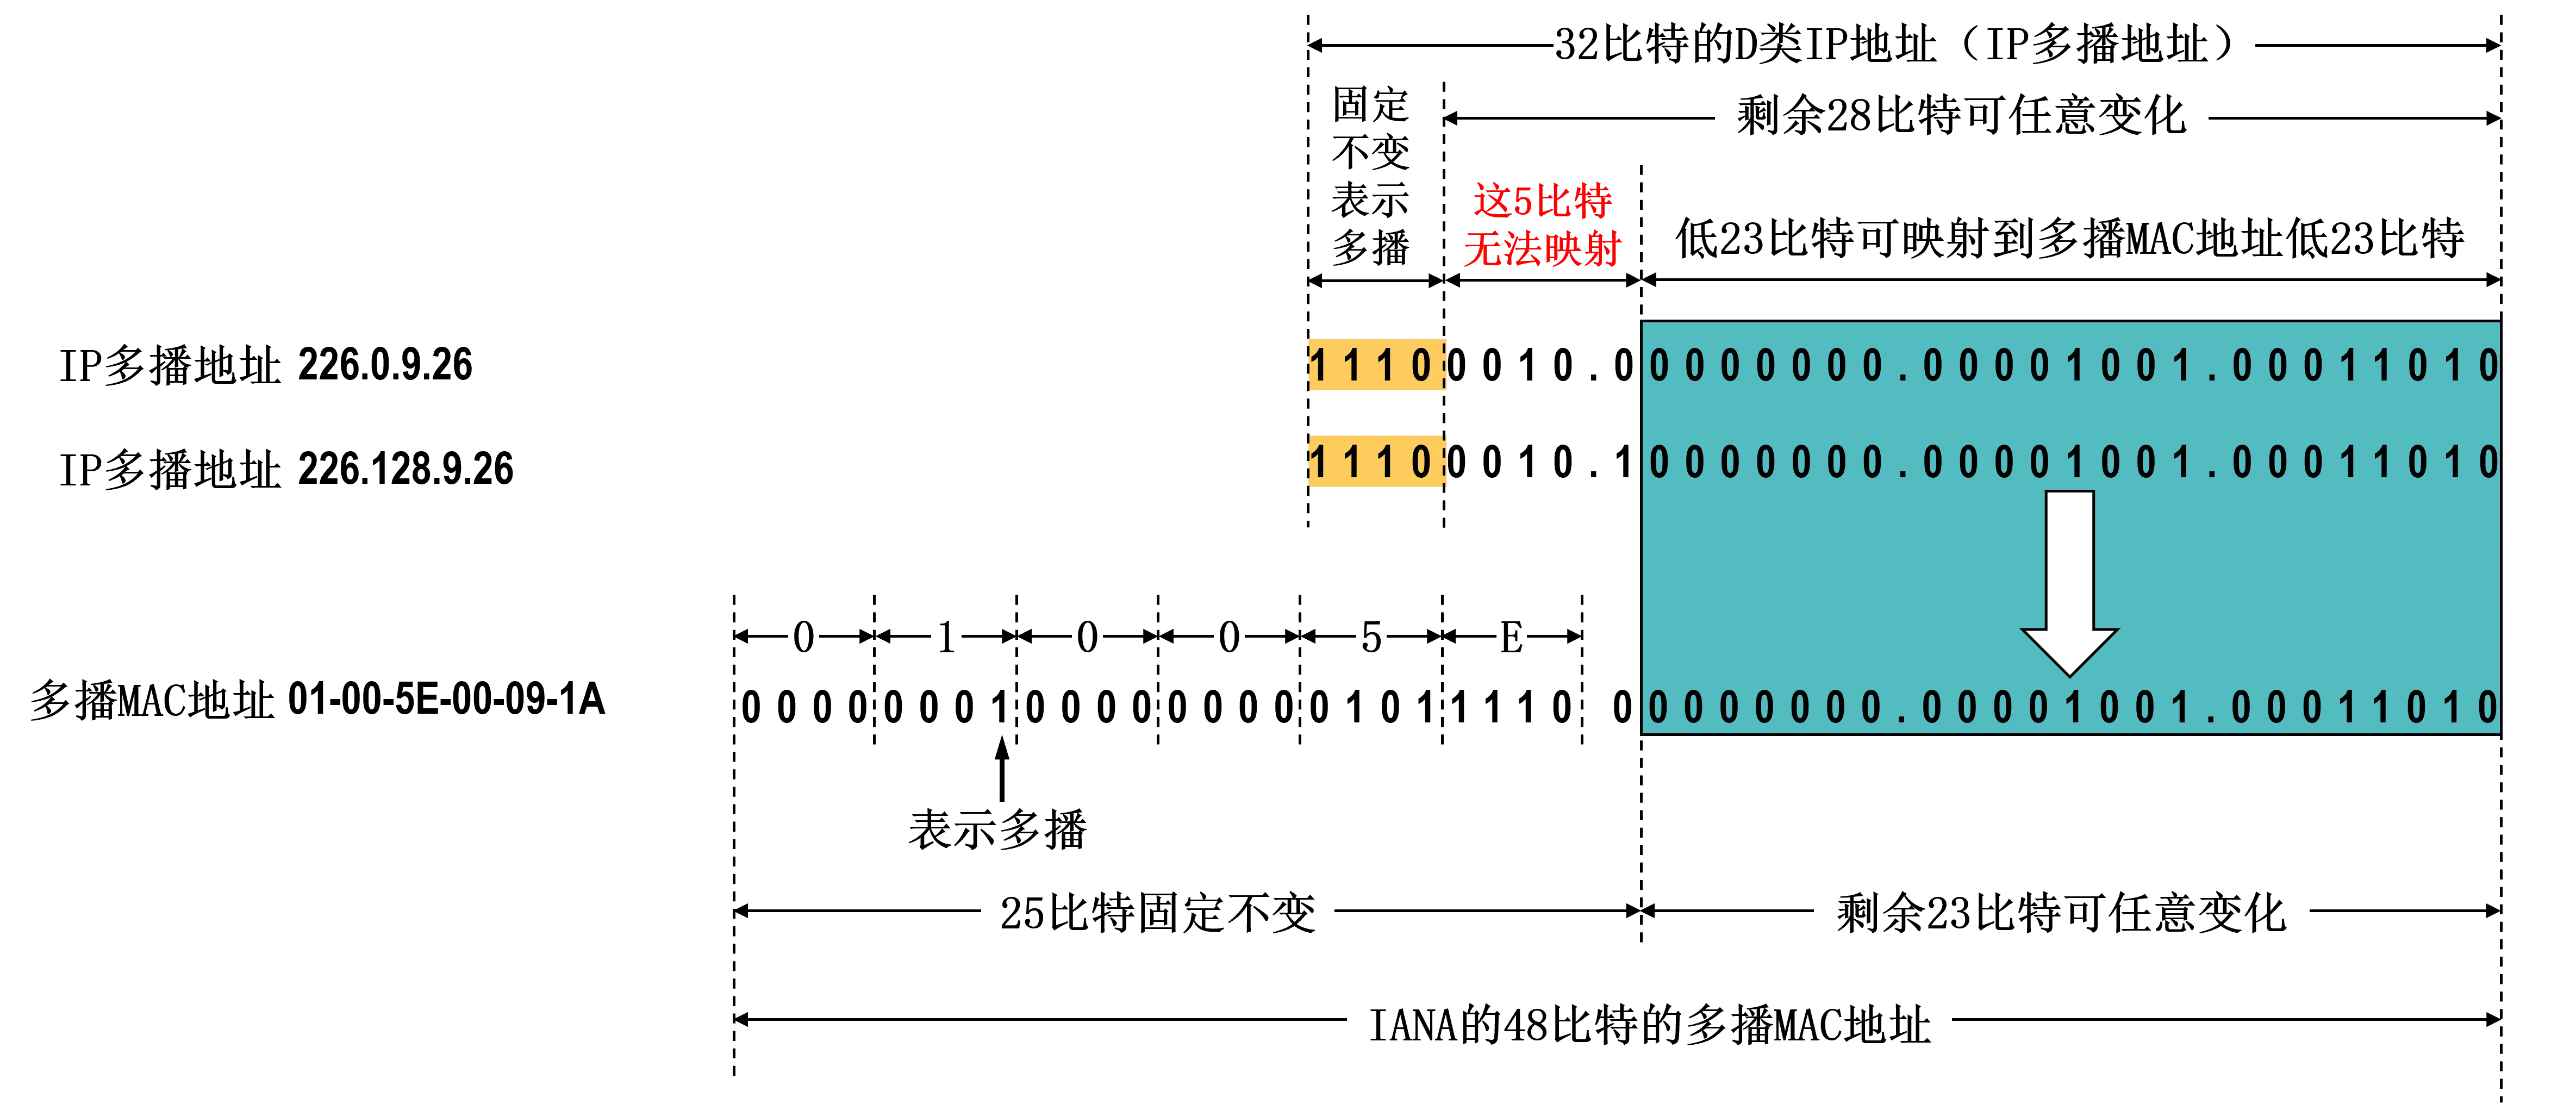 32比特的D类IP地址（IP多播地址）
固定
不变
表示
多播
剩余28比特可任意变化
这5比特
无法映射
低23比特可映射到多播MAC地址低23比特
IP多播地址 226.0.9.26
1 1 1 0 0 0 1 0 . 0 0 0 0 0 0 0 0 . 0 0 0 0 1 0 0 1 . 0 0 0 1 1 0 1 0
IP多播地址 226.128.9.26
1 1 1 0 0 0 1 0 . 1 0 0 0 0 0 0 0 . 0 0 0 0 1 0 0 1 . 0 0 0 1 1 0 1 0
0 1 0 0 5 E
多播MAC地址 01-00-5E-00-09-1A
0 0 0 0 0 0 0 1 0 0 0 0 0 0 0 0 0 1 0 1 1 1 1 0 0 0 0 0 0 0 0 0 . 0 0 0 0 1 0 0 1 . 0 0 0 1 1 0 1 0
表示多播
25比特固定不变
剩余23比特可任意变化
IANA的48比特的多播MAC地址